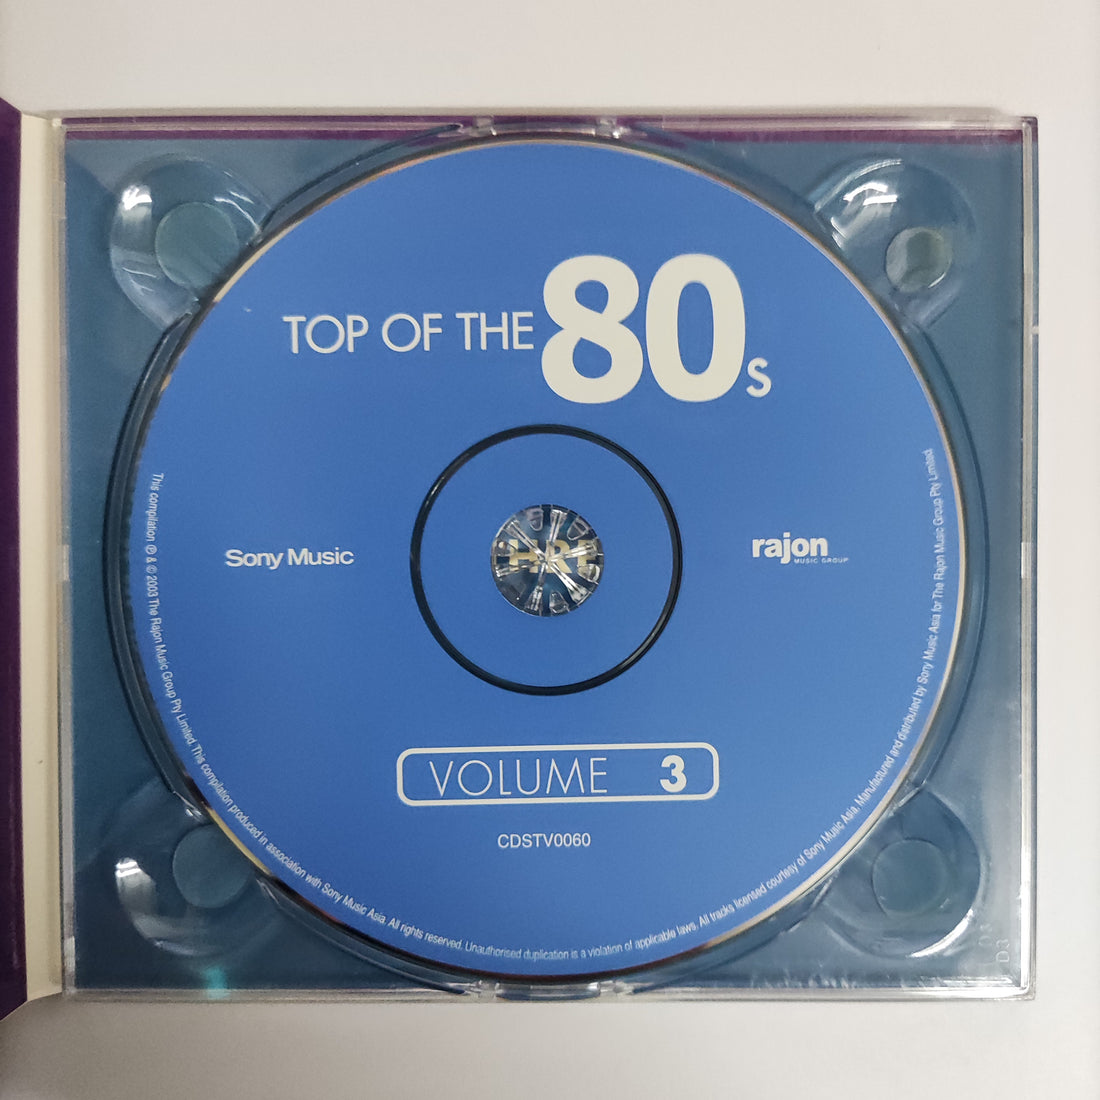 TOP OF THE 80s
Sony Music
rajon
MUSIC GROUP
VOLUME 3
CDSTV0060
This compilation ℗ & © 2003 The Rajon Music Group Pty Limited. This compilation produced in association with Sony Music Asia. All rights reserved. Unauthorised duplication is a violation of applicable laws. All tracks licensed courtesy of Sony Music Asia. Manufactured and distributed by Sony Music Asia for The Rajon Music Group Pty Limited.